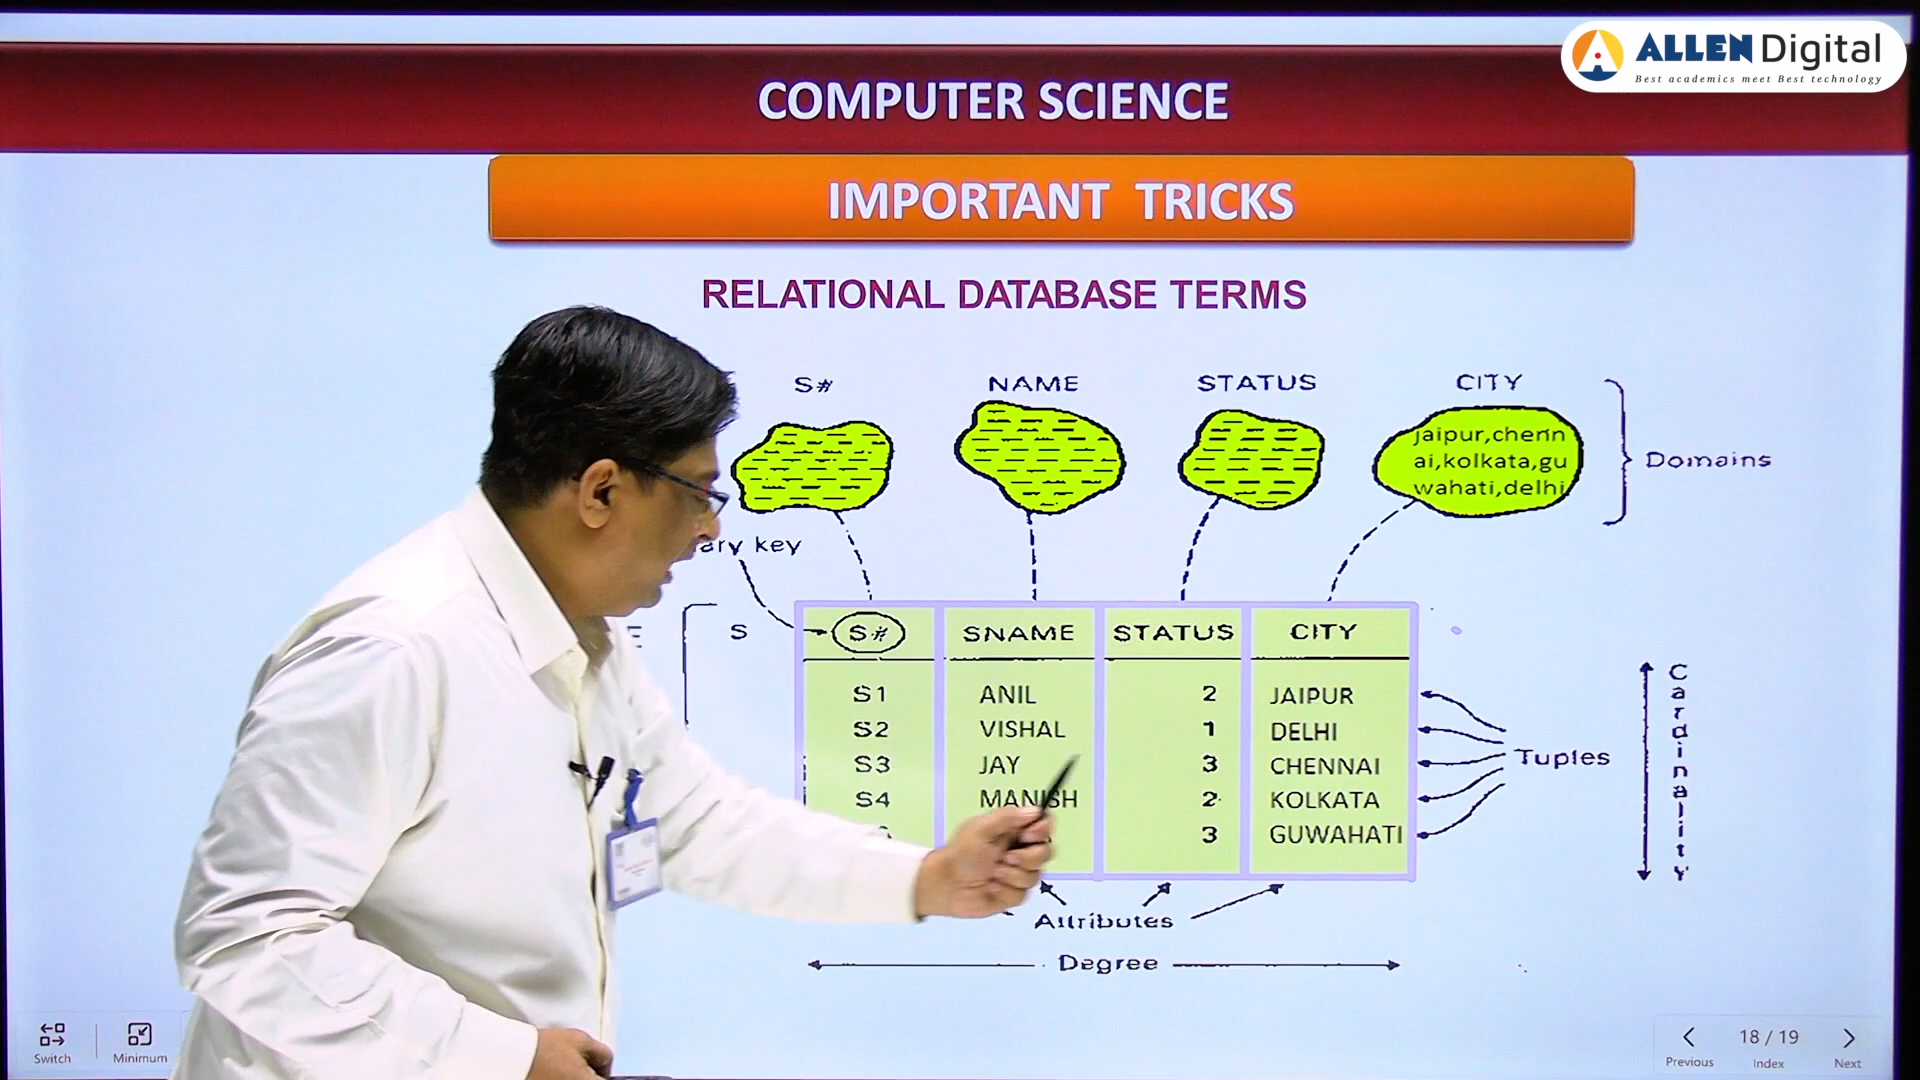 ALLEN Digital
Best academics meet Best technology
COMPUTER SCIENCE
IMPORTANT TRICKS
RELATIONAL DATABASE TERMS
S# NAME STATUS CITY
jaipur,chenn
ai,kolkata,gu
wahati,delhi
Domains
key
S S# SNAME STATUS CITY
S1 ANIL 2 JAIPUR
S2 VISHAL 1 DELHI
S3 JAY 3 CHENNAI
S4 MANISH 2 KOLKATA
3 GUWAHATI
Tuples
Cardinality
Attributes
Degree
Switch
Minimum
18 / 19
Previous Index Next